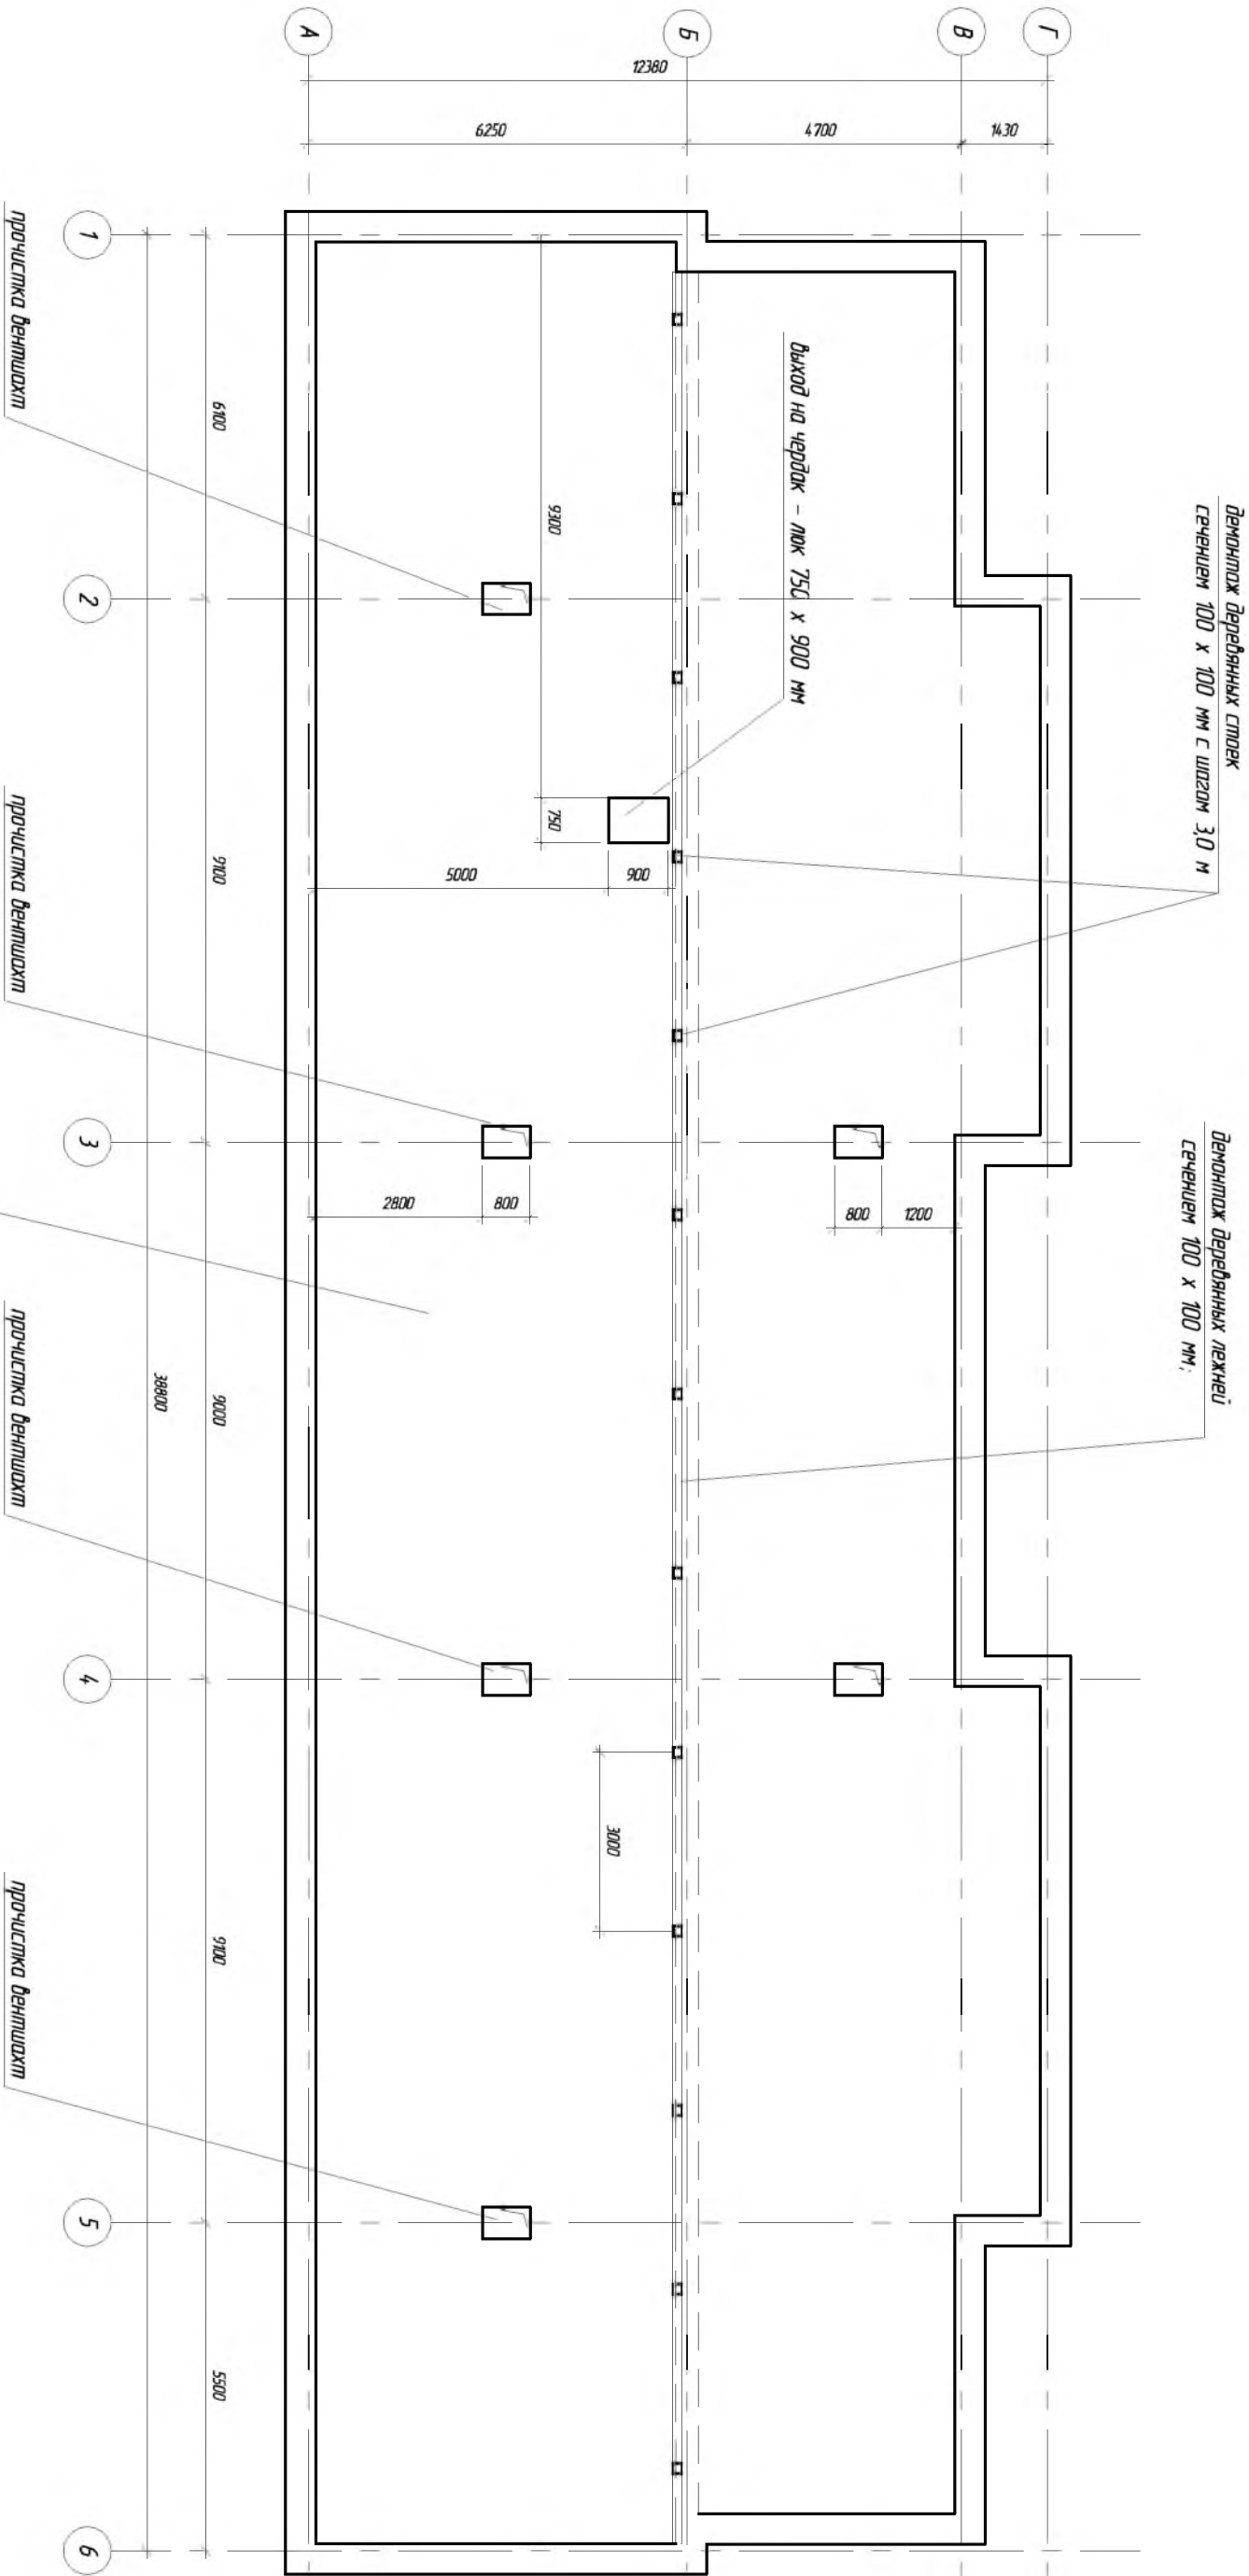 демонтаж деревянных стоек
сечением 100 х 100 мм с шагом 3,0 м
демонтаж деревянных лежней
сечением 100 х 100 мм;
Г
В
Б
А
1430
4700
6250
12380
выход на чердак - люк 750 х 900 мм
9300
750
900
5000
800
2800
800
1200
3000
6100
9100
9000
9100
5500
38800
1
2
3
4
5
6
прочистка вентшахт
прочистка вентшахт
прочистка вентшахт
прочистка вентшахт